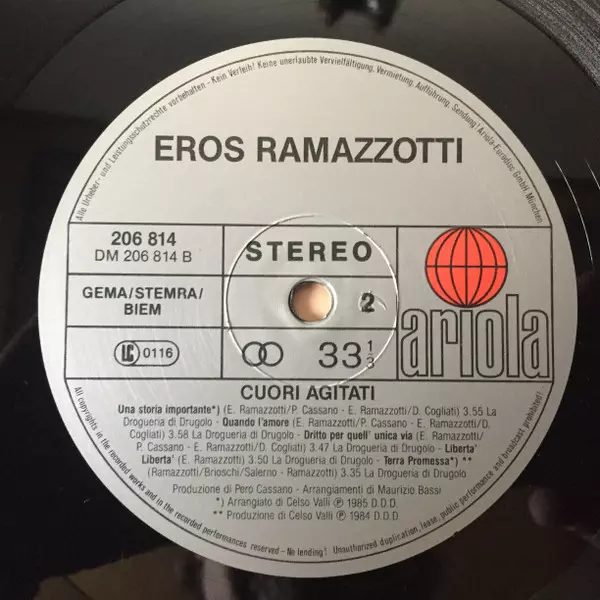 Alle Urheber- und Leistungsschutzrechte vorbehalten - Kein Verleih! Keine unerlaubte Vervielfältigung, Vermietung, Aufführung, Sendung! Ariola-Eurodisc GmbH, München
EROS RAMAZZOTTI
206 814
DM 206 814 B
STEREO
GEMA/STEMRA/
BIEM
2
ariola
LC 0116
33 1/3
CUORI AGITATI
Una storia importante*) (E. Ramazzotti/P. Cassano - E. Ramazzotti/D. Cogliati) 3.55 La
Drogueria di Drugolo - Quando l'amore (E. Ramazzotti/P. Cassano - E. Ramazzotti/D.
Cogliati) 3.58 La Drogueria di Drugolo - Dritto per quell' unica via (E. Ramazzotti/
P. Cassano - E. Ramazzotti/D. Cogliati) 3.47 La Drogueria di Drugolo - Liberta'
Liberta' (E. Ramazzotti) 3.50 La Drogueria di Drugolo - Terra Promessa*) **
(Ramazzotti/Brioschi/Salerno - Ramazzotti) 3.35 La Drogueria di Drugolo
Produzione di Pero Cassano - Arrangiamenti di Maurizio Bassi
*) Arrangiato di Celso Valli ℗ 1985 D.D.D.
** Produzione di Celso Valli ℗ 1984 D.D.D.
All copyrights in the recorded works and in the recorded performances reserved - No lending! Unauthorized duplication, lease, public performance and broadcast prohibited!